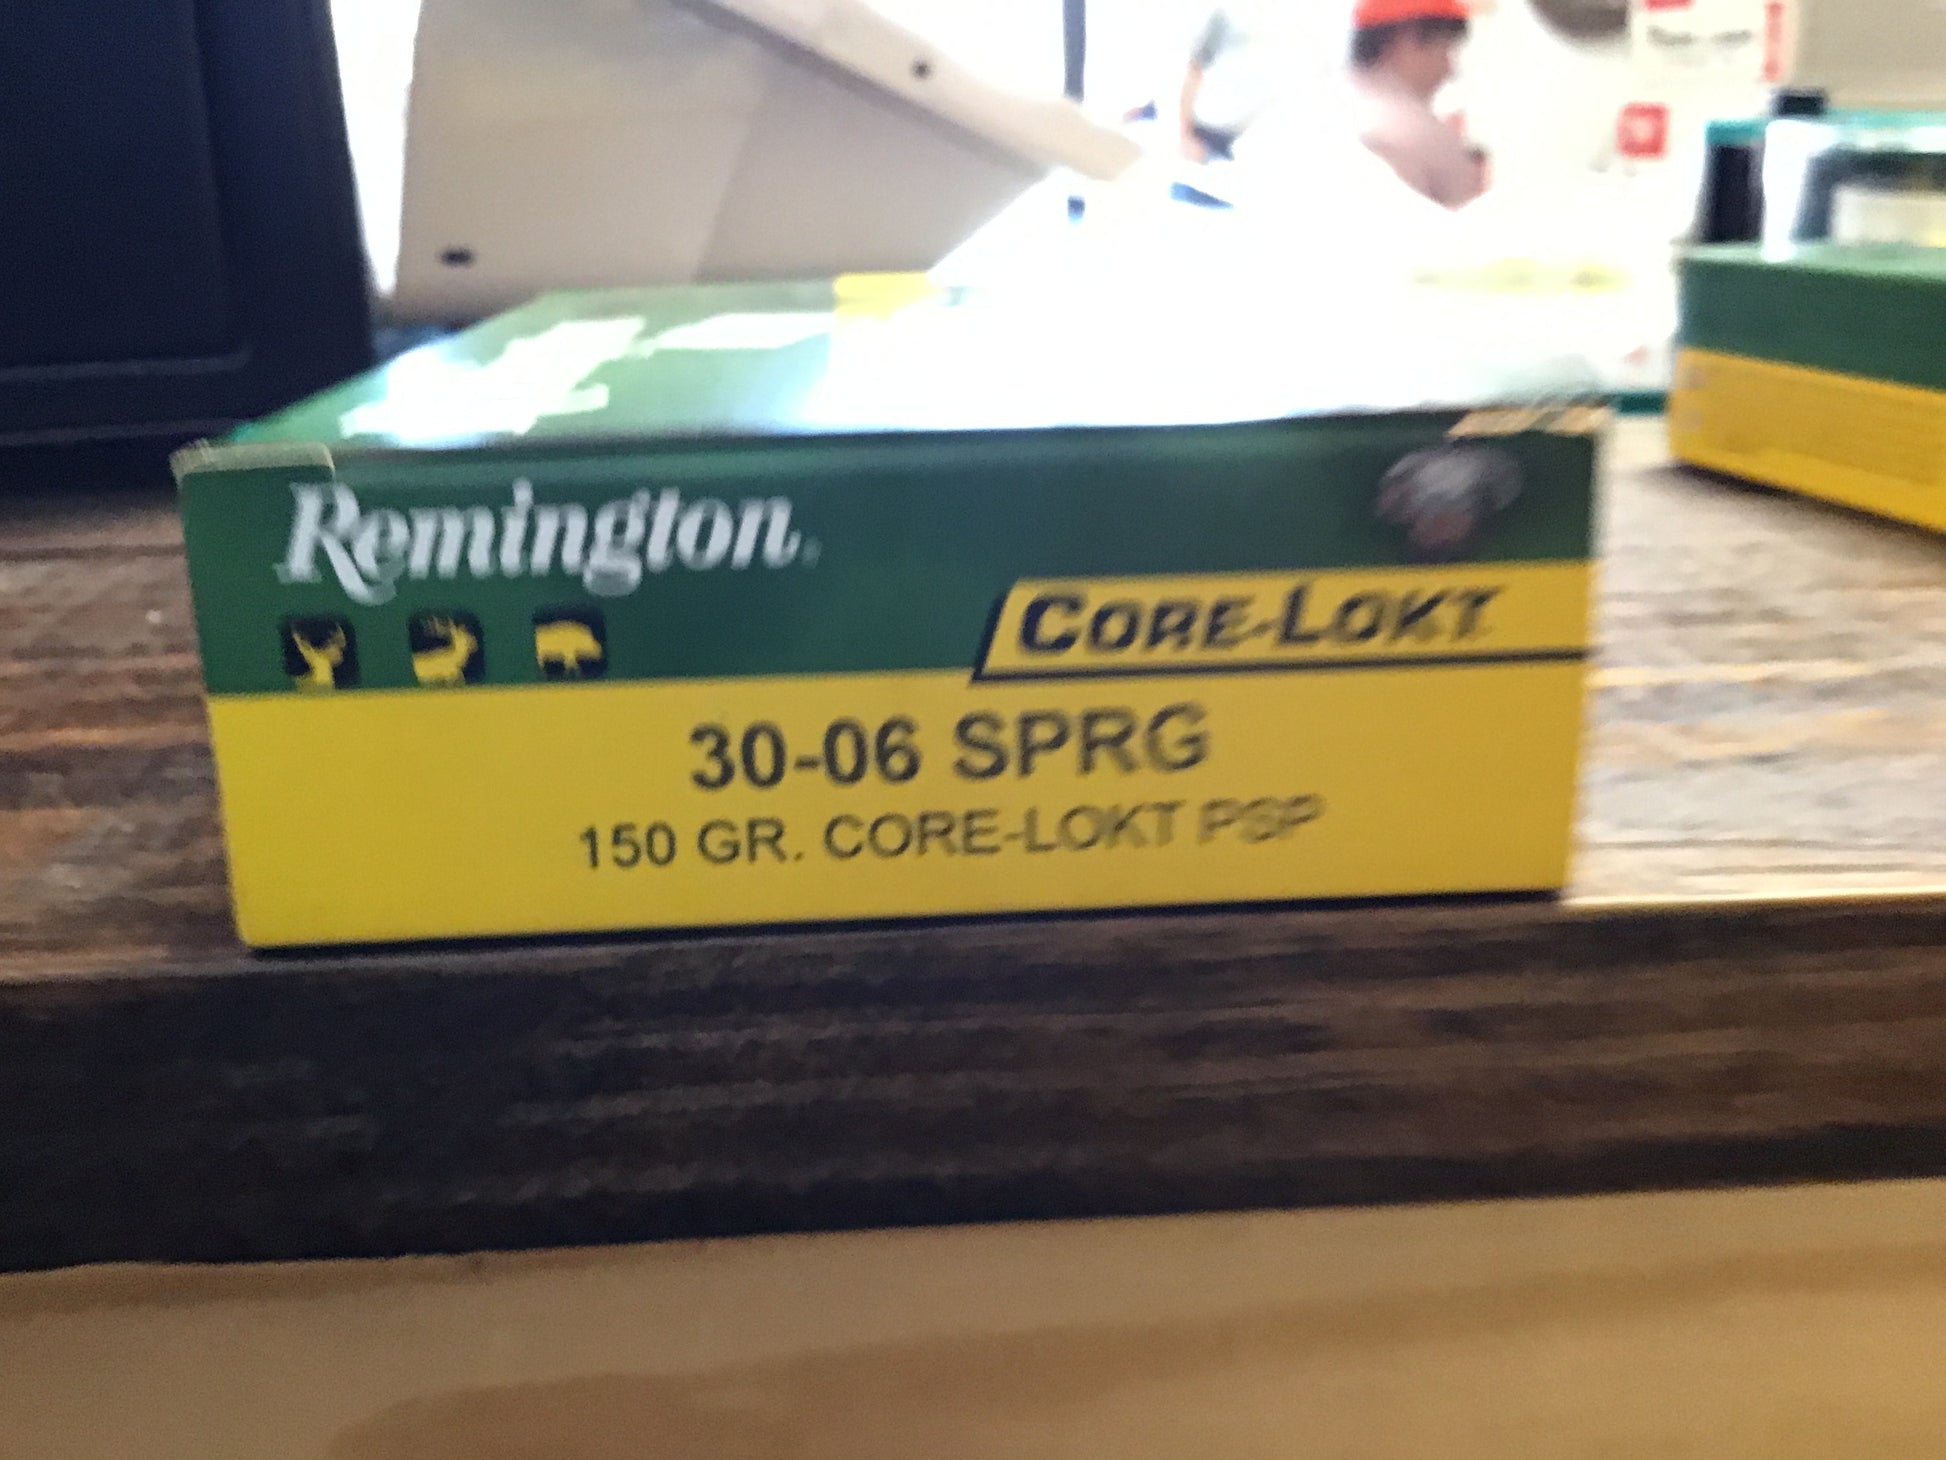 Remington
CORE-LOKT
30-06 SPRG
150 GR. CORE-LOKT PSP